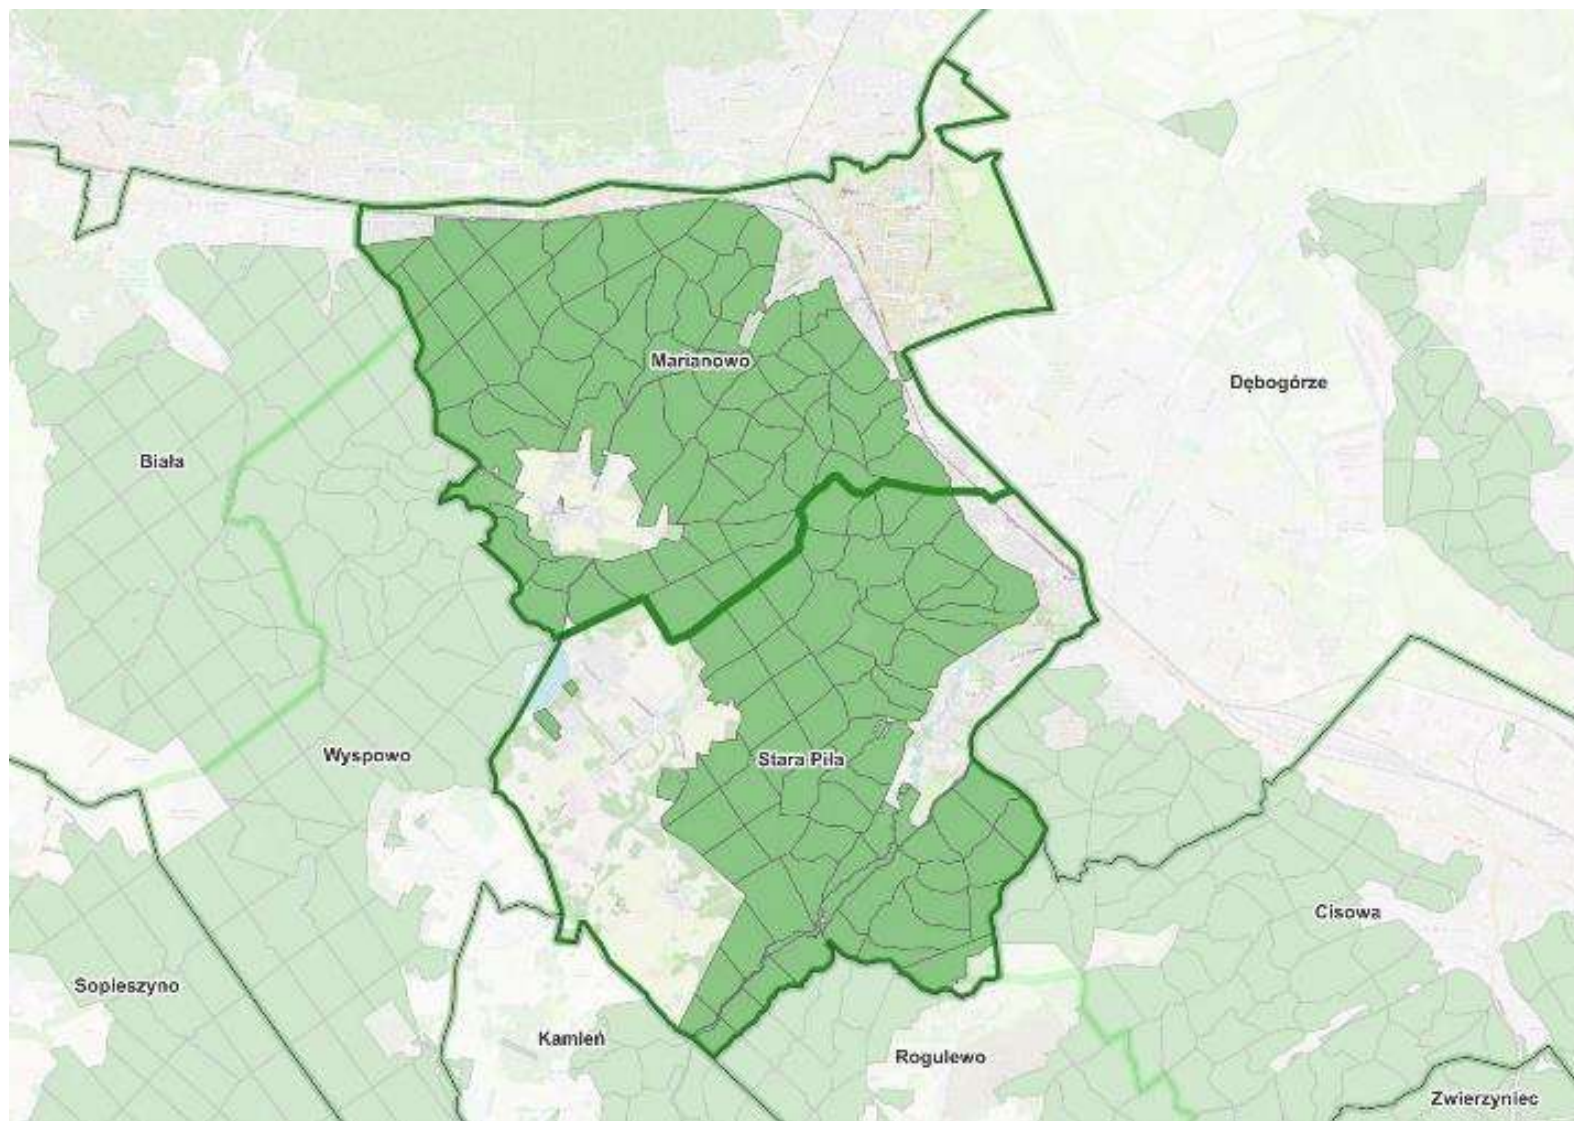 Marianowo
Dębogórze
Biała
Wyspowo
Stara Piła
Cisowa
Sopieszyno
Kamień
Rogulewo
Zwierzyniec